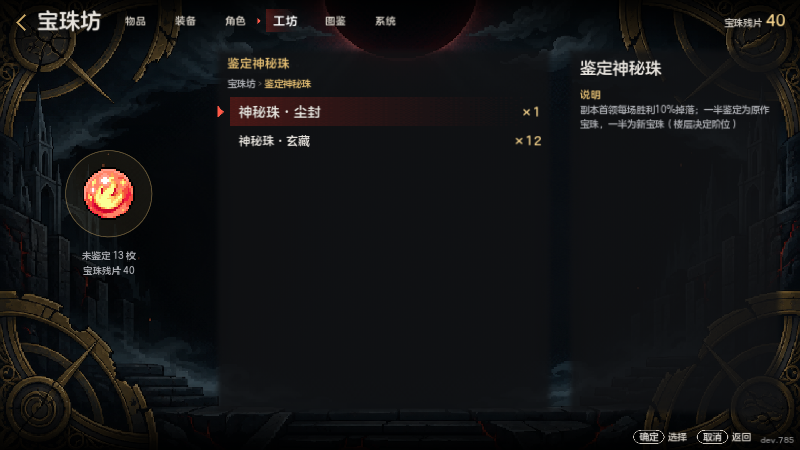 宝珠坊
物品 装备 角色 工坊 图鉴 系统
宝珠残片 40
鉴定神秘珠
宝珠坊 › 鉴定神秘珠
神秘珠・尘封 ×1
神秘珠・玄藏 ×12
未鉴定 13 枚
宝珠残片 40
鉴定神秘珠
说明
副本首领每场胜利10%掉落；一半鉴定为原作
宝珠，一半为新宝珠（楼层决定阶位）
确定 选择 取消 返回
dev.785